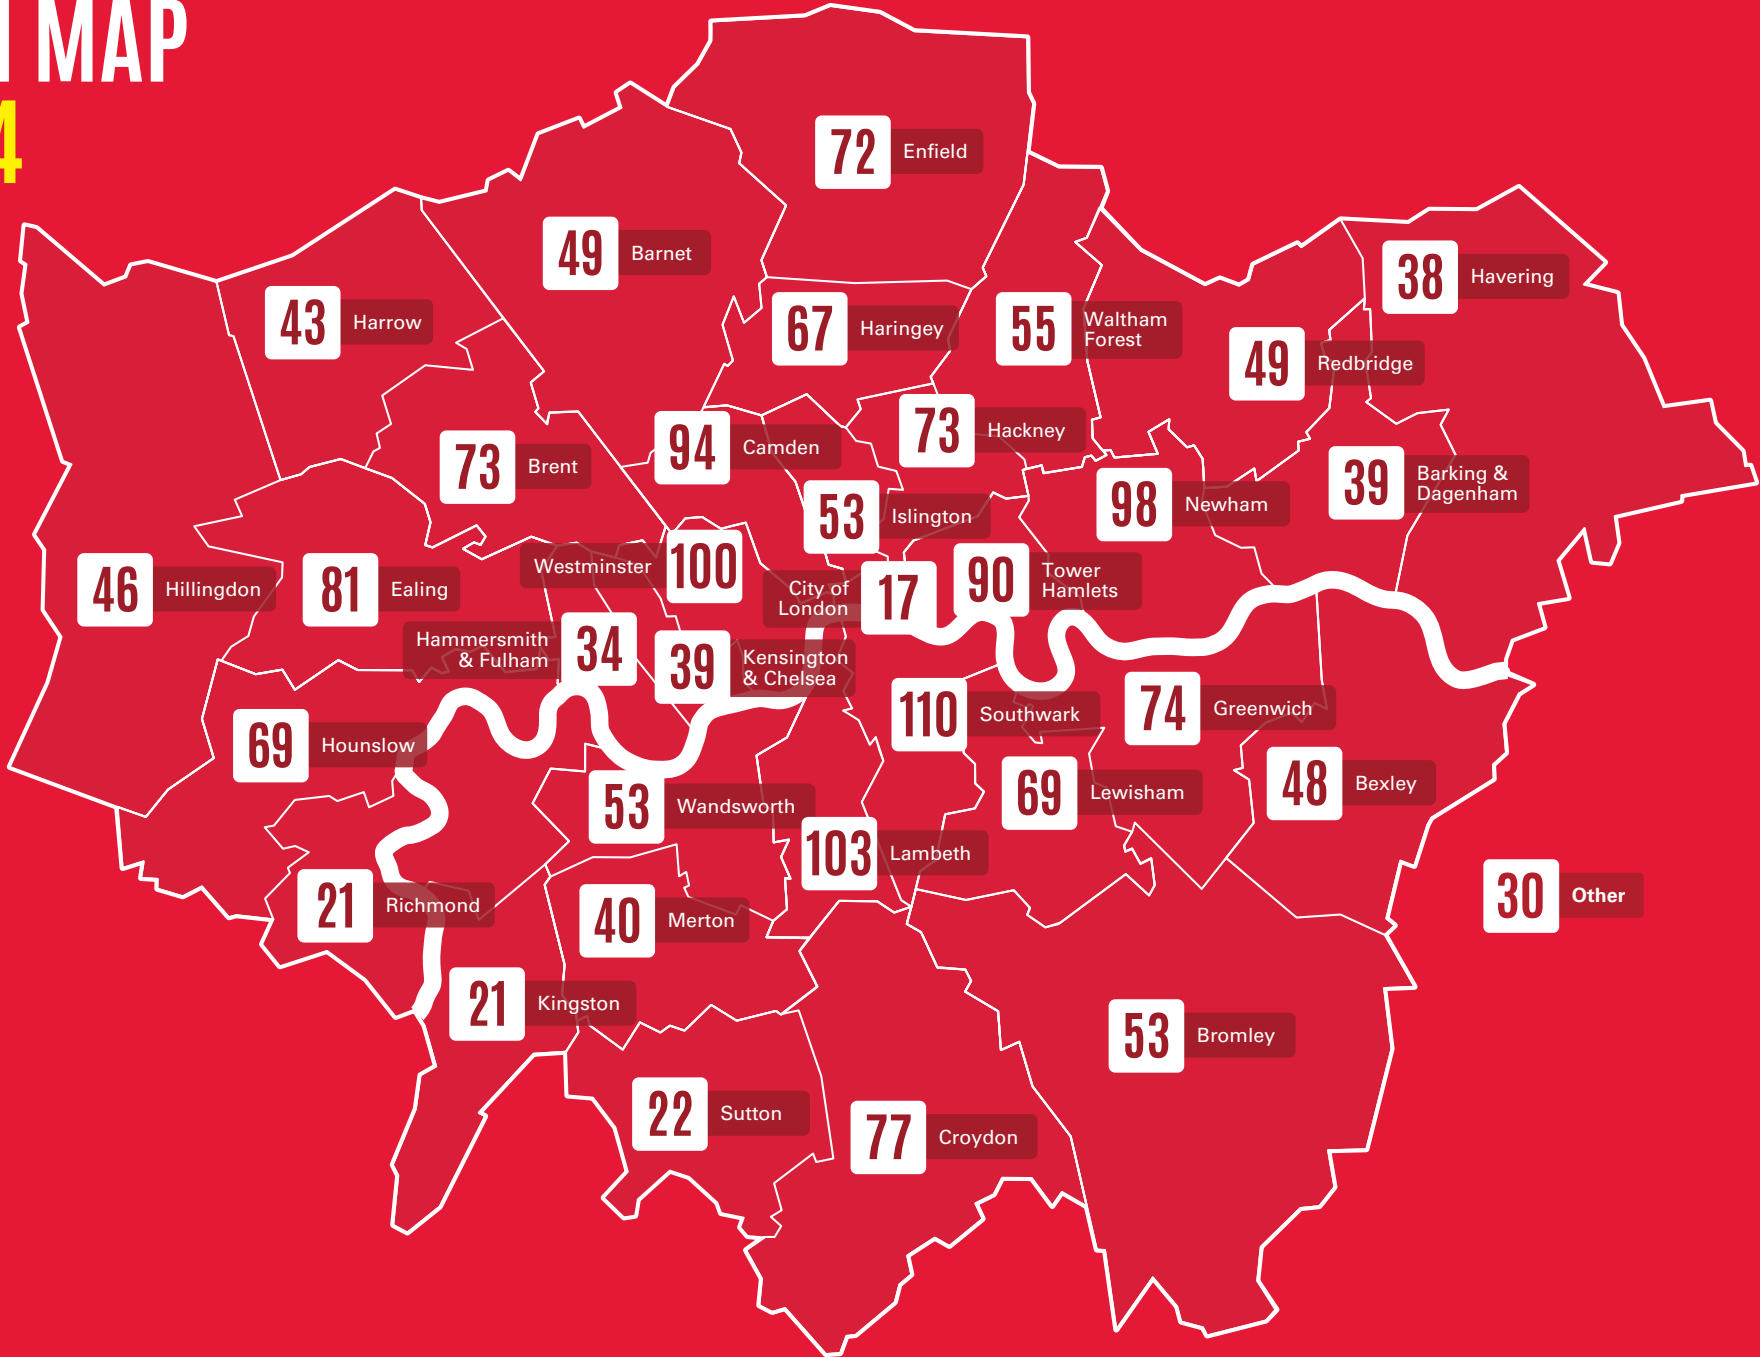 MAP
4
72 Enfield
49 Barnet
38 Havering
43 Harrow
67 Haringey
55 Waltham
Forest
49 Redbridge
73 Hackney
94 Camden
73 Brent
39 Barking &
Dagenham
98 Newham
53 Islington
Westminster 100
46 Hillingdon
81 Ealing
City of
London 17
90 Tower
Hamlets
Hammersmith
& Fulham 34
39 Kensington
& Chelsea
110 Southwark
74 Greenwich
69 Hounslow
48 Bexley
69 Lewisham
53 Wandsworth
103 Lambeth
30 Other
21 Richmond
40 Merton
21 Kingston
53 Bromley
22 Sutton
77 Croydon